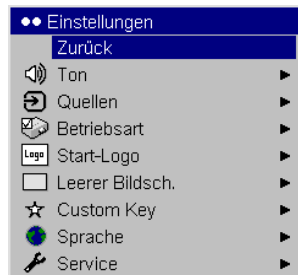 Einstellungen
Zurück
Ton
Quellen
Betriebsart
Logo Start-Logo
Leerer Bildsch.
Custom Key
Sprache
Service